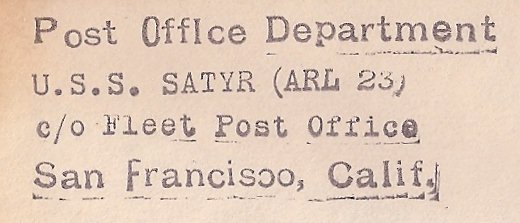 Post Office Department
U.S.S. SATYR (ARL 23)
c/o Fleet Post Office
San Francisco, Calif.